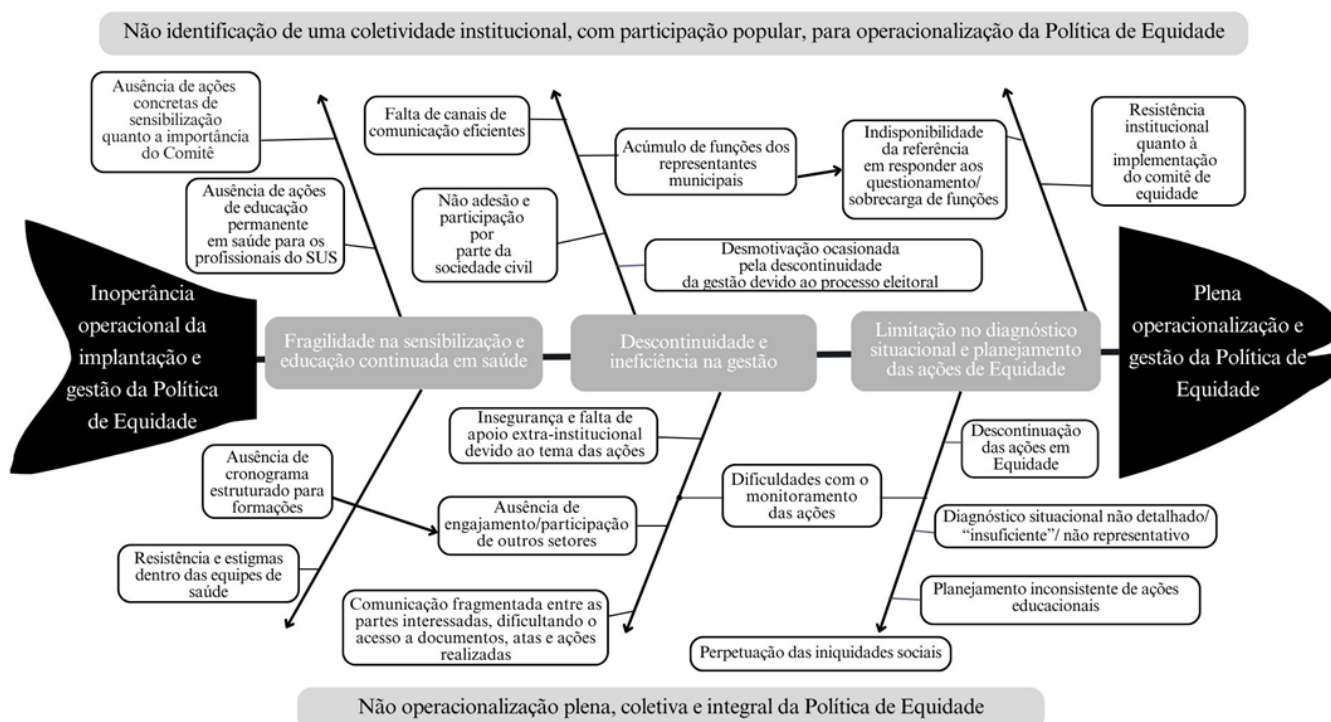 Não identificação de uma coletividade institucional, com participação popular, para operacionalização da Política de Equidade
Ausência de ações
concretas de
sensibilização
quanto a importância
do Comitê
Ausência de ações
de educação
permanente
em saúde para os
profissionais do SUS
Falta de canais de
comunicação eficientes
Não adesão e
participação
por
parte da
sociedade civil
Acúmulo de funções dos
representantes
municipais
Desmotivação ocasionada
pela descontinuidade
da gestão devido ao processo eleitoral
Indisponibilidade
da referência
em responder aos
questionamento/
sobrecarga de funções
Resistência
institucional
quanto à
implementação
do comitê de
equidade
Inoperância
operacional da
implantação e
gestão da Política
de Equidade
Fragilidade na sensibilização e
educação continuada em saúde
Descontinuidade e
ineficiência na gestão
Limitação no diagnóstico
situacional e planejamento
das ações de Equidade
Plena
operacionalização e
gestão da Política de
Equidade
Ausência de
cronograma
estruturado para
formações
Resistência e estigmas
dentro das equipes de
saúde
Insegurança e falta de
apoio extra-institucional
devido ao tema das ações
Ausência de
engajamento/participação
de outros setores
Comunicação fragmentada entre as
partes interessadas, dificultando o
acesso a documentos, atas e ações
realizadas
Dificuldades com o
monitoramento
das ações
Descontinuação
das ações em
Equidade
Diagnóstico situacional não detalhado/
“insuficiente”/ não representativo
Planejamento inconsistente de ações
educacionais
Perpetuação das iniquidades sociais
Não operacionalização plena, coletiva e integral da Política de Equidade